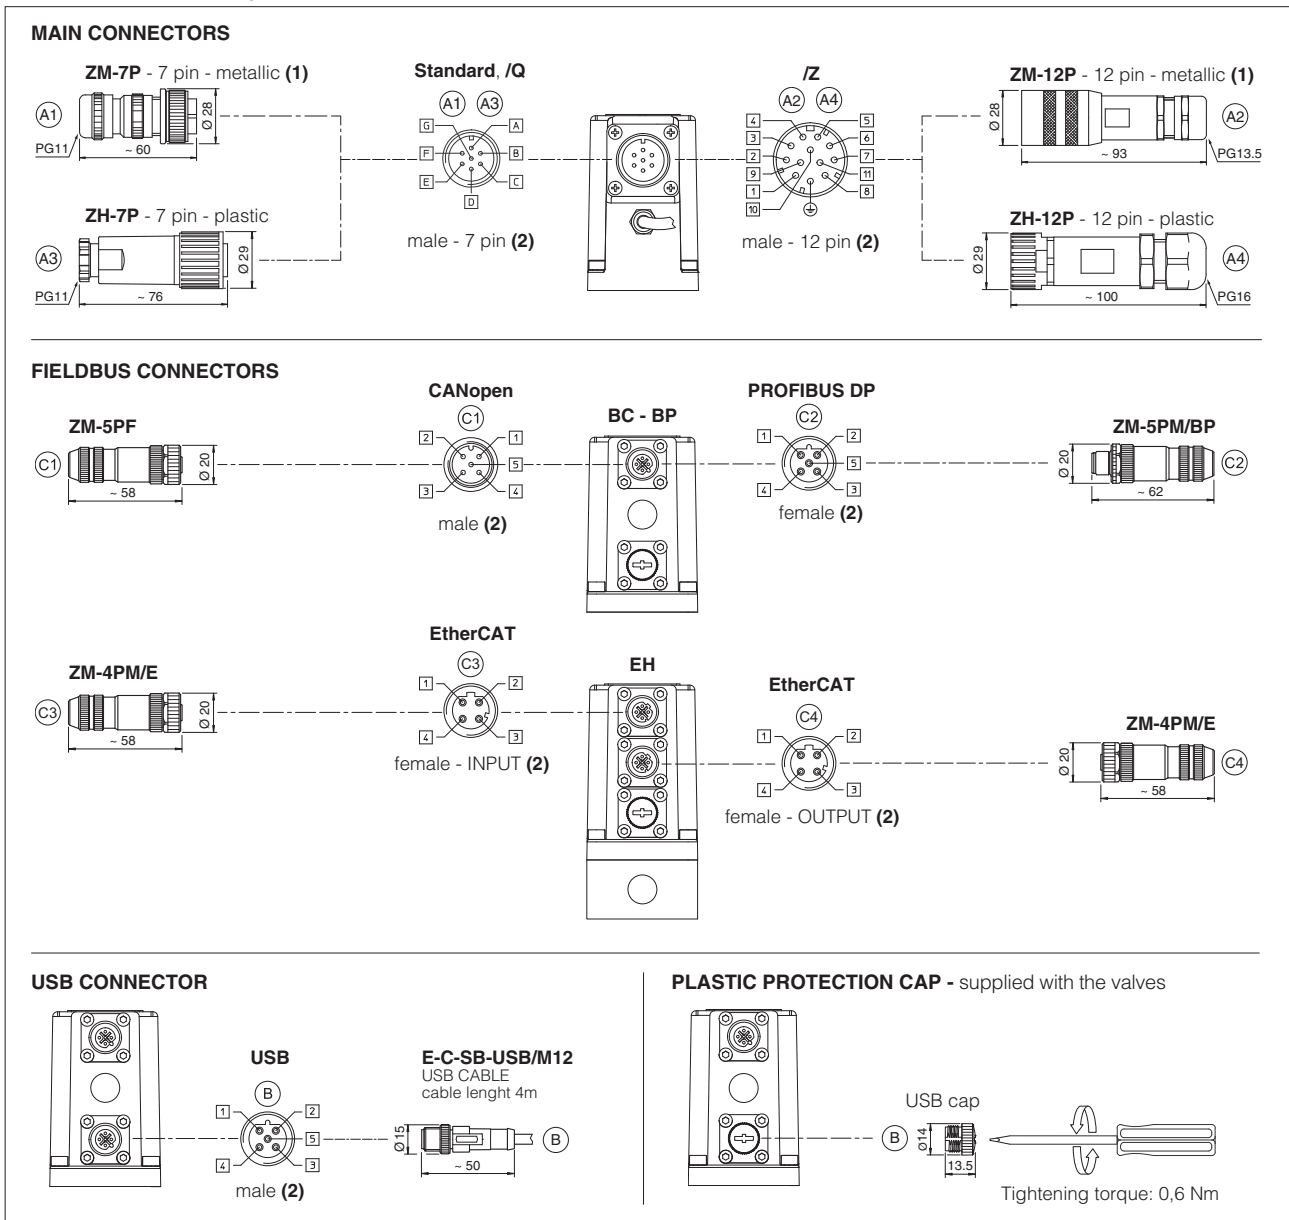 MAIN CONNECTORS
ZM-7P - 7 pin - metallic (1)
A1
Ø 28
PG11
~ 60
ZH-7P - 7 pin - plastic
A3
Ø 29
PG11
~ 76
Standard, /Q
A1 A3
G A
F B
E C
D
male - 7 pin (2)
/Z
A2 A4
4 5
3 6
2 7
9 11
1 8
10
male - 12 pin (2)
ZM-12P - 12 pin - metallic (1)
Ø 28
A2
~ 93
PG13.5
ZH-12P - 12 pin - plastic
Ø 29
A4
~ 100
PG16
FIELDBUS CONNECTORS
ZM-5PF
C1
Ø 20
~ 58
CANopen
C1
2 1
5
3 4
male (2)
BC - BP
PROFIBUS DP
C2
1 2
5
4 3
female (2)
ZM-5PM/BP
Ø 20
C2
~ 62
ZM-4PM/E
C3
Ø 20
~ 58
EtherCAT
C3
1 2
4 3
female - INPUT (2)
EH
EtherCAT
C4
1 2
4 3
female - OUTPUT (2)
ZM-4PM/E
Ø 20
C4
~ 58
USB CONNECTOR
USB
B
1 2
5
4 3
male (2)
E-C-SB-USB/M12
USB CABLE
cable lenght 4m
Ø 15
B
~ 50
PLASTIC PROTECTION CAP - supplied with the valves
USB cap
B
Ø14
13.5
Tightening torque: 0,6 Nm